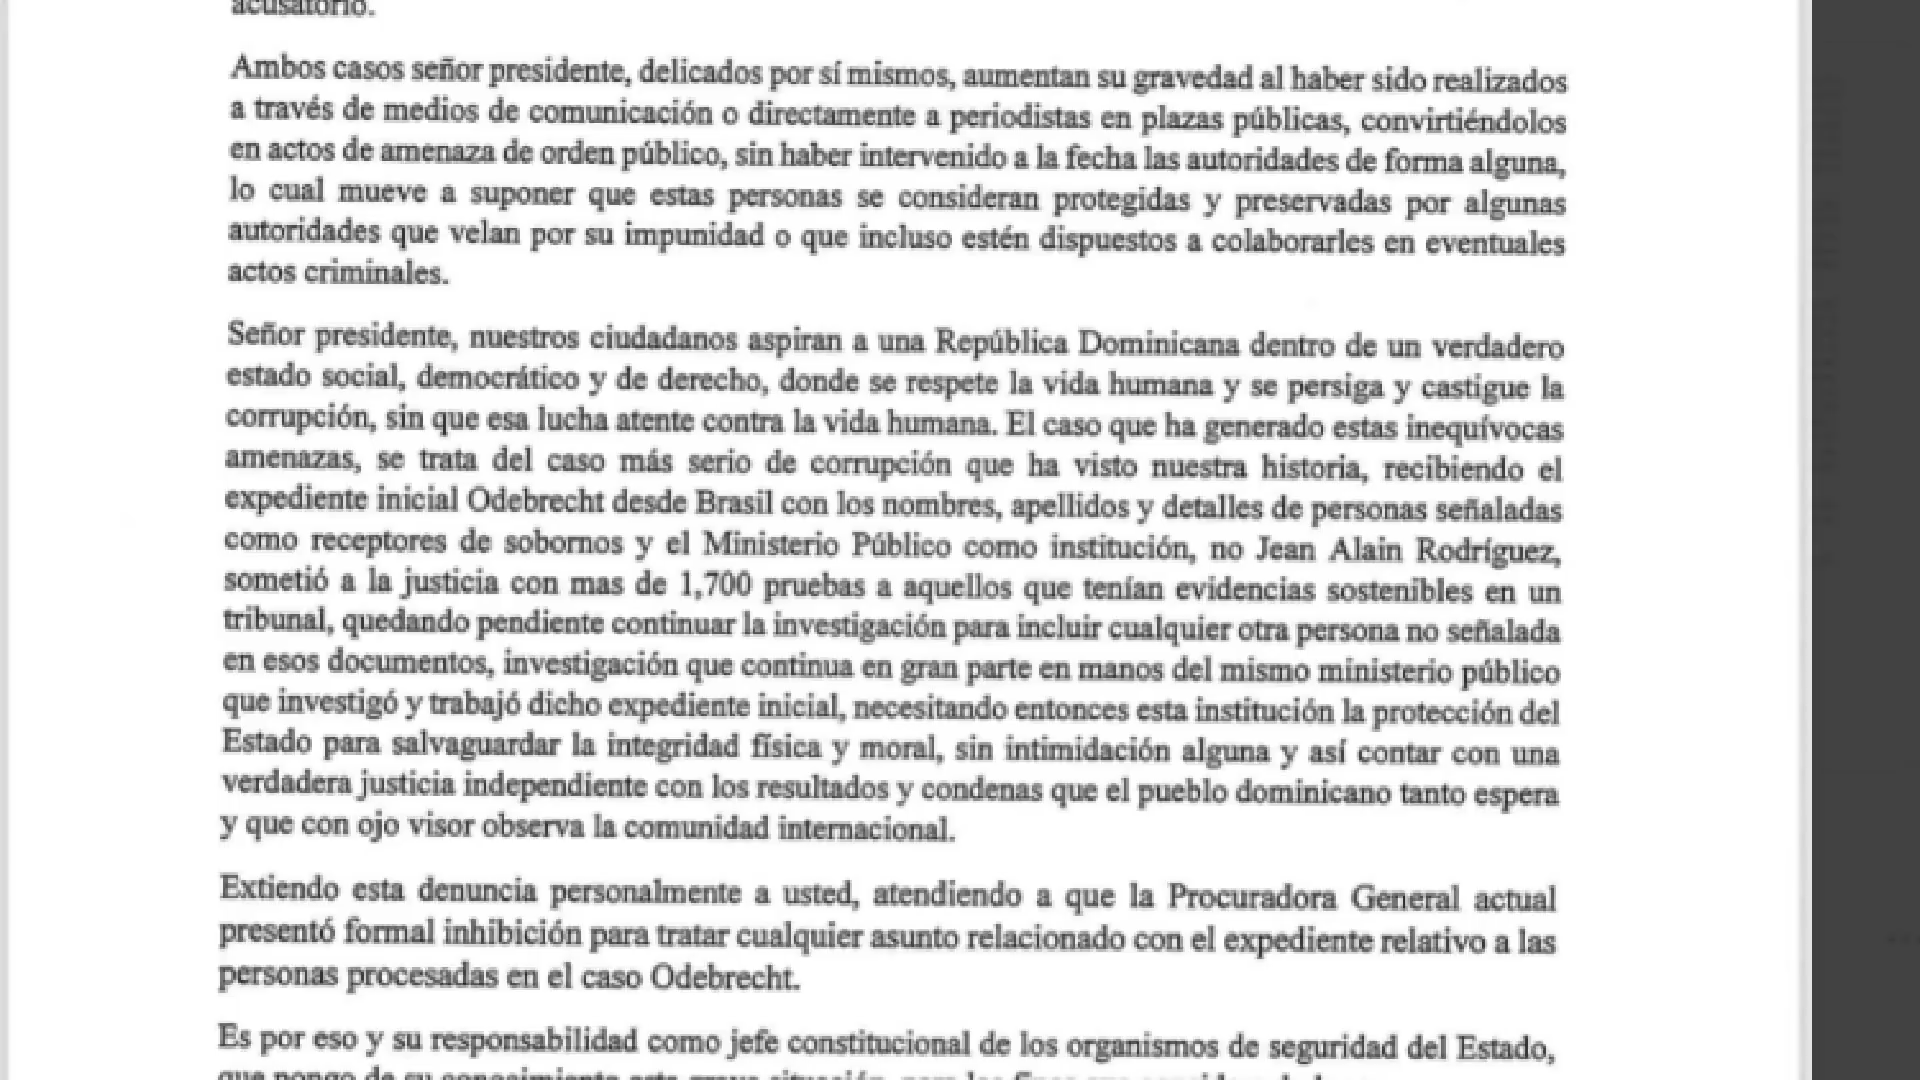 acusatorio.
Ambos casos señor presidente, delicados por sí mismos, aumentan su gravedad al haber sido realizados
a través de medios de comunicación o directamente a periodistas en plazas públicas, convirtiéndolos
en actos de amenaza de orden público, sin haber intervenido a la fecha las autoridades de forma alguna,
lo cual mueve a suponer que estas personas se consideran protegidas y preservadas por algunas
autoridades que velan por su impunidad o que incluso estén dispuestos a colaborarles en eventuales
actos criminales.
Señor presidente, nuestros ciudadanos aspiran a una República Dominicana dentro de un verdadero
estado social, democrático y de derecho, donde se respete la vida humana y se persiga y castigue la
corrupción, sin que esa lucha atente contra la vida humana. El caso que ha generado estas inequívocas
amenazas, se trata del caso más serio de corrupción que ha visto nuestra historia, recibiendo el
expediente inicial Odebrecht desde Brasil con los nombres, apellidos y detalles de personas señaladas
como receptores de sobornos y el Ministerio Público como institución, no Jean Alain Rodríguez,
sometió a la justicia con mas de 1,700 pruebas a aquellos que tenían evidencias sostenibles en un
tribunal, quedando pendiente continuar la investigación para incluir cualquier otra persona no señalada
en esos documentos, investigación que continua en gran parte en manos del mismo ministerio público
que investigó y trabajó dicho expediente inicial, necesitando entonces esta institución la protección del
Estado para salvaguardar la integridad física y moral, sin intimidación alguna y así contar con una
verdadera justicia independiente con los resultados y condenas que el pueblo dominicano tanto espera
y que con ojo visor observa la comunidad internacional.
Extiendo esta denuncia personalmente a usted, atendiendo a que la Procuradora General actual
presentó formal inhibición para tratar cualquier asunto relacionado con el expediente relativo a las
personas procesadas en el caso Odebrecht.
Es por eso y su responsabilidad como jefe constitucional de los organismos de seguridad del Estado,
que pongo de su conocimiento esta grave situación, para los fines que